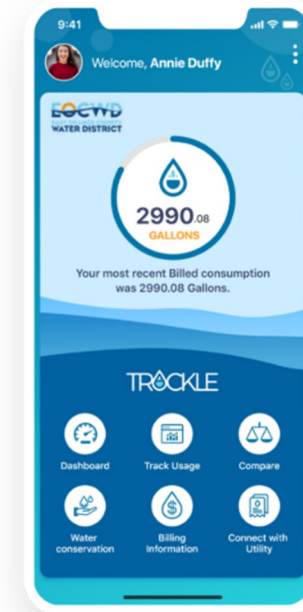 9:41
Welcome, Annie Duffy
EOCWD
WATER DISTRICT
2990.08
GALLONS
Your most recent Billed consumption
was 2990.08 Gallons.
TRACKLE
Dashboard
Track Usage
Compare
Water
conservation
Billing
Information
Connect with
Utility